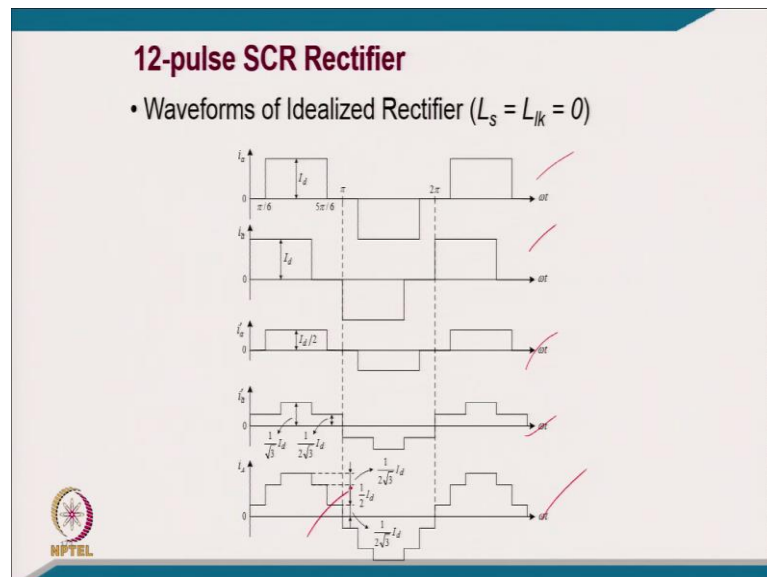 12-pulse SCR Rectifier
• Waveforms of Idealized Rectifier (Ls = Llk = 0)
ia
Id
π
2π
0
π/6
5π/6
ωt
Id
0
ωt
i'a
Id/2
0
ωt
0
ωt
1/√3 Id
1/2√3 Id
iA
1/2√3 Id
1/2 Id
0
1/2√3 Id
ωt
NPTEL